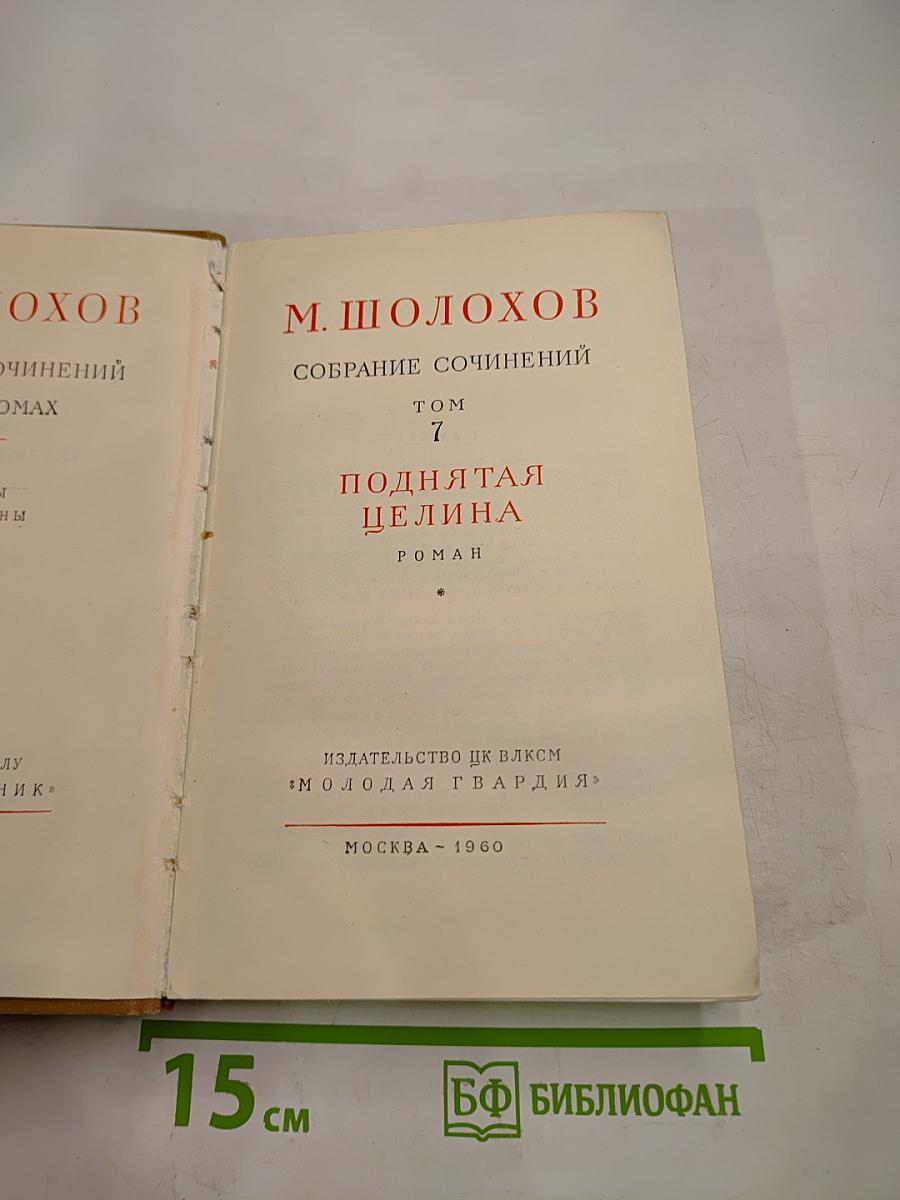 ОХОВ
ОЧИНЕНИЙ
ОМАХ
Ы
НЫ
ЛУ
НИК»
М. ШОЛОХОВ
СОБРАНИЕ СОЧИНЕНИЙ
ТОМ
7
ПОДНЯТАЯ
ЦЕЛИНА
РОМАН
*
ИЗДАТЕЛЬСТВО ЦК ВЛКСМ
«МОЛОДАЯ ГВАРДИЯ»
МОСКВА ~ 1960
15 см
БФ БИБЛИОФАН